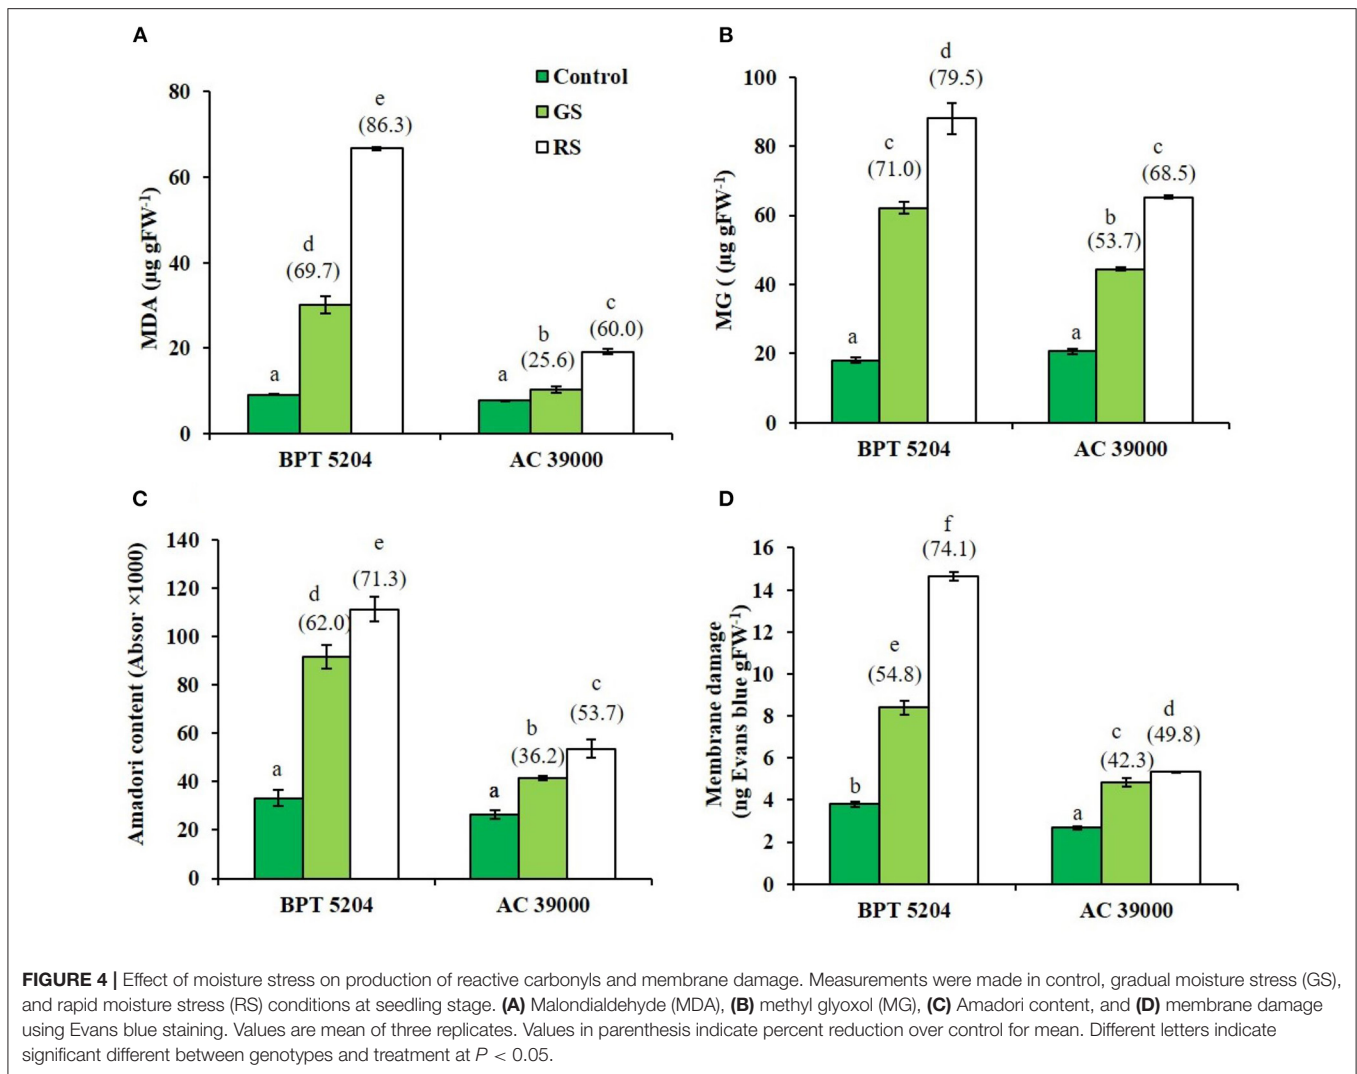 A
Control
GS
RS
MDA (µg gFW⁻¹)
80
60
40
20
0
a
d
(69.7)
e
(86.3)
a
b
(25.6)
c
(60.0)
BPT 5204
AC 39000
B
MG ( (µg gFW⁻¹)
100
80
60
40
20
0
a
c
(71.0)
d
(79.5)
a
b
(53.7)
c
(68.5)
BPT 5204
AC 39000
C
Amadori content (Absor ×1000)
140
120
100
80
60
40
20
0
a
d
(62.0)
e
(71.3)
a
b
(36.2)
c
(53.7)
BPT 5204
AC 39000
D
Membrane damage
(ng Evans blue gFW⁻¹)
16
14
12
10
8
6
4
2
0
b
e
(54.8)
f
(74.1)
a
c
(42.3)
d
(49.8)
BPT 5204
AC 39000
FIGURE 4 | Effect of moisture stress on production of reactive carbonyls and membrane damage. Measurements were made in control, gradual moisture stress (GS),
and rapid moisture stress (RS) conditions at seedling stage. (A) Malondialdehyde (MDA), (B) methyl glyoxol (MG), (C) Amadori content, and (D) membrane damage
using Evans blue staining. Values are mean of three replicates. Values in parenthesis indicate percent reduction over control for mean. Different letters indicate
significant different between genotypes and treatment at P < 0.05.